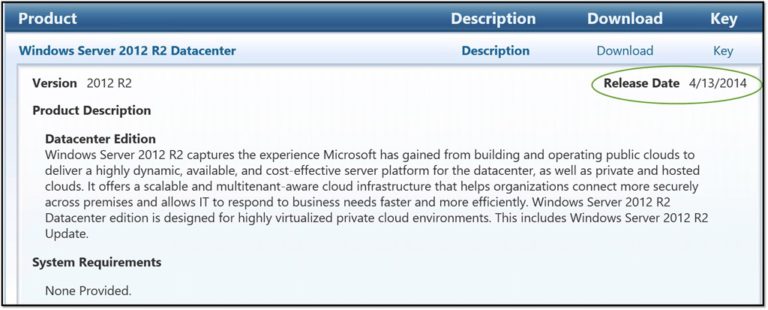 Product Description Download Key
Windows Server 2012 R2 Datacenter Description Download Key
Version 2012 R2 Release Date 4/13/2014
Product Description
Datacenter Edition
Windows Server 2012 R2 captures the experience Microsoft has gained from building and operating public clouds to
deliver a highly dynamic, available, and cost-effective server platform for the datacenter, as well as private and hosted
clouds. It offers a scalable and multitenant-aware cloud infrastructure that helps organizations connect more securely
across premises and allows IT to respond to business needs faster and more efficiently. Windows Server 2012 R2
Datacenter edition is designed for highly virtualized private cloud environments. This includes Windows Server 2012 R2
Update.
System Requirements
None Provided.